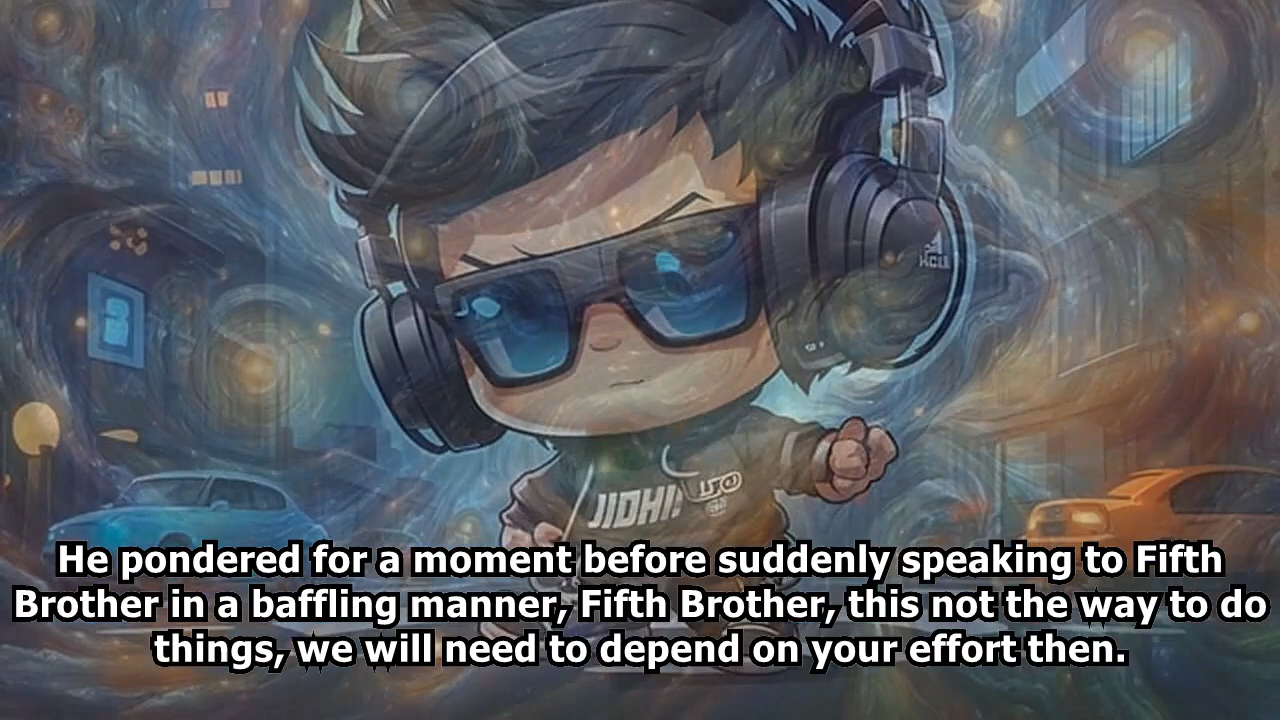 JIDHI
He pondered for a moment before suddenly speaking to Fifth
Brother in a baffling manner, Fifth Brother, this not the way to do
things, we will need to depend on your effort then.